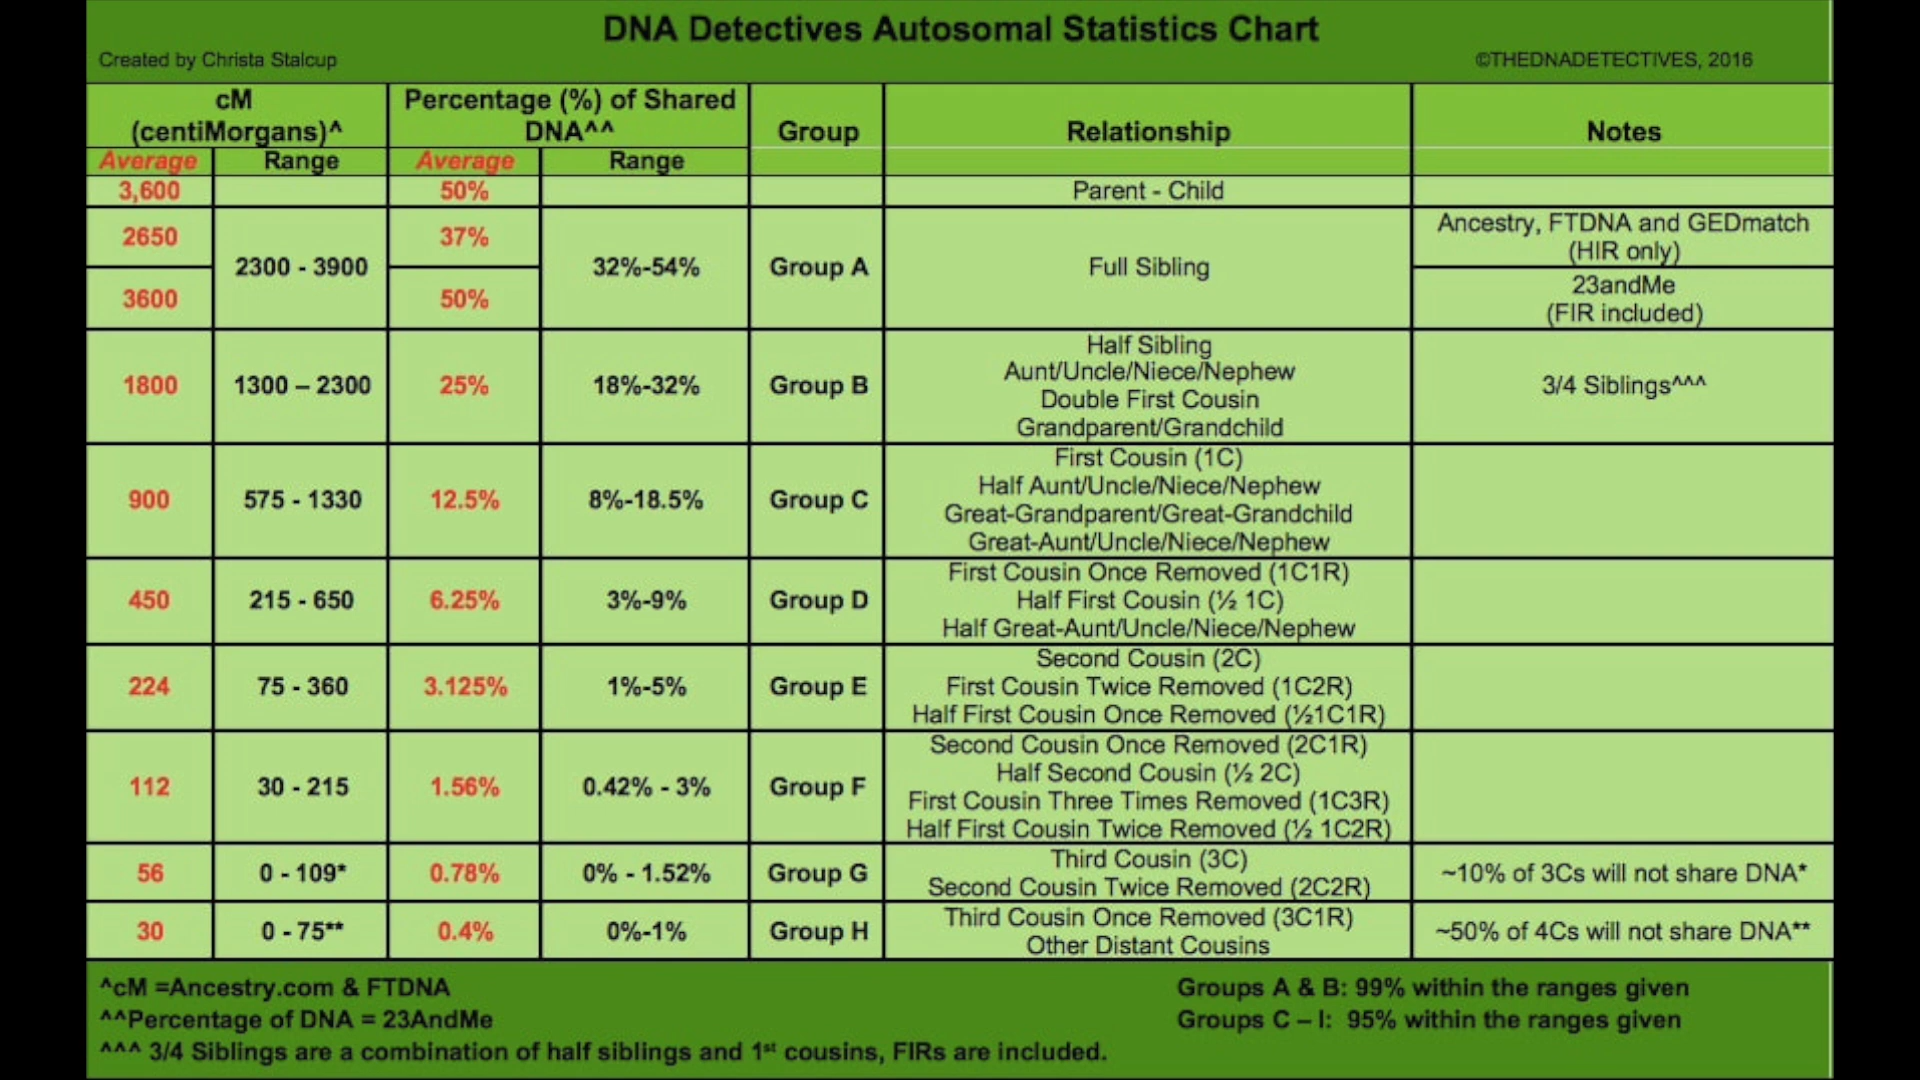 DNA Detectives Autosomal Statistics Chart
Created by Christa Stalcup
©THEDNADETECTIVES, 2016
cM
(centiMorgans)^
Percentage (%) of Shared
DNA^^
Group
Relationship
Notes
Average
Range
Average
Range
3,600
50%
Parent - Child
2650
3600
2300 - 3900
37%
50%
32%-54%
Group A
Full Sibling
Ancestry, FTDNA and GEDmatch
(HIR only)
23andMe
(FIR included)
1800
1300 – 2300
25%
18%-32%
Group B
Half Sibling
Aunt/Uncle/Niece/Nephew
Double First Cousin
Grandparent/Grandchild
3/4 Siblings^^^
900
575 - 1330
12.5%
8%-18.5%
Group C
First Cousin (1C)
Half Aunt/Uncle/Niece/Nephew
Great-Grandparent/Great-Grandchild
Great-Aunt/Uncle/Niece/Nephew
450
215 - 650
6.25%
3%-9%
Group D
First Cousin Once Removed (1C1R)
Half First Cousin (½ 1C)
Half Great-Aunt/Uncle/Niece/Nephew
224
75 - 360
3.125%
1%-5%
Group E
Second Cousin (2C)
First Cousin Twice Removed (1C2R)
Half First Cousin Once Removed (½1C1R)
112
30 - 215
1.56%
0.42% - 3%
Group F
Second Cousin Once Removed (2C1R)
Half Second Cousin (½ 2C)
First Cousin Three Times Removed (1C3R)
Half First Cousin Twice Removed (½ 1C2R)
56
0 - 109*
0.78%
0% - 1.52%
Group G
Third Cousin (3C)
Second Cousin Twice Removed (2C2R)
~10% of 3Cs will not share DNA*
30
0 - 75**
0.4%
0%-1%
Group H
Third Cousin Once Removed (3C1R)
Other Distant Cousins
~50% of 4Cs will not share DNA**
^cM =Ancestry.com & FTDNA
^^Percentage of DNA = 23AndMe
^^^ 3/4 Siblings are a combination of half siblings and 1st cousins, FIRs are included.
Groups A & B: 99% within the ranges given
Groups C – I: 95% within the ranges given